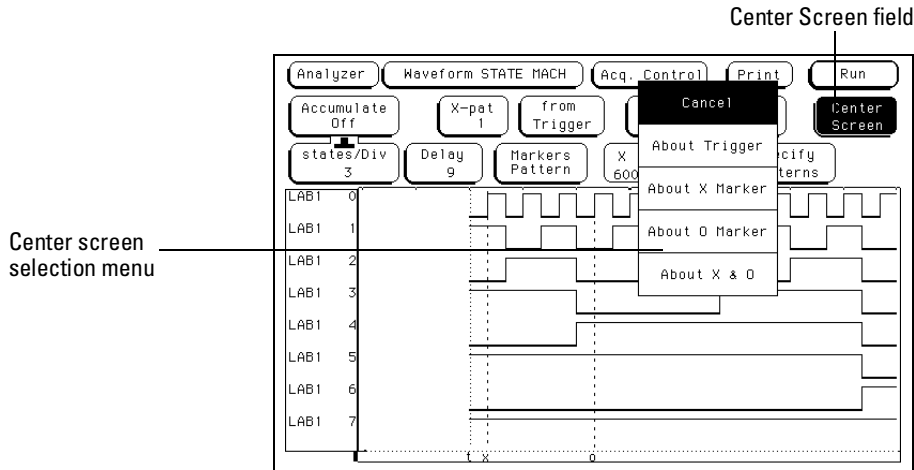 Center Screen field
Analyzer Waveform STATE MACH Acq. Control Print Run
Accumulate
Off
X-pat
1
from
Trigger
Center
Screen
states/Div
3
Delay
9
Markers
Pattern
X
600
Cancel
About Trigger
About X Marker
About O Marker
About X & O
Center screen
selection menu
LAB1 0
LAB1 1
LAB1 2
LAB1 3
LAB1 4
LAB1 5
LAB1 6
LAB1 7
t x o